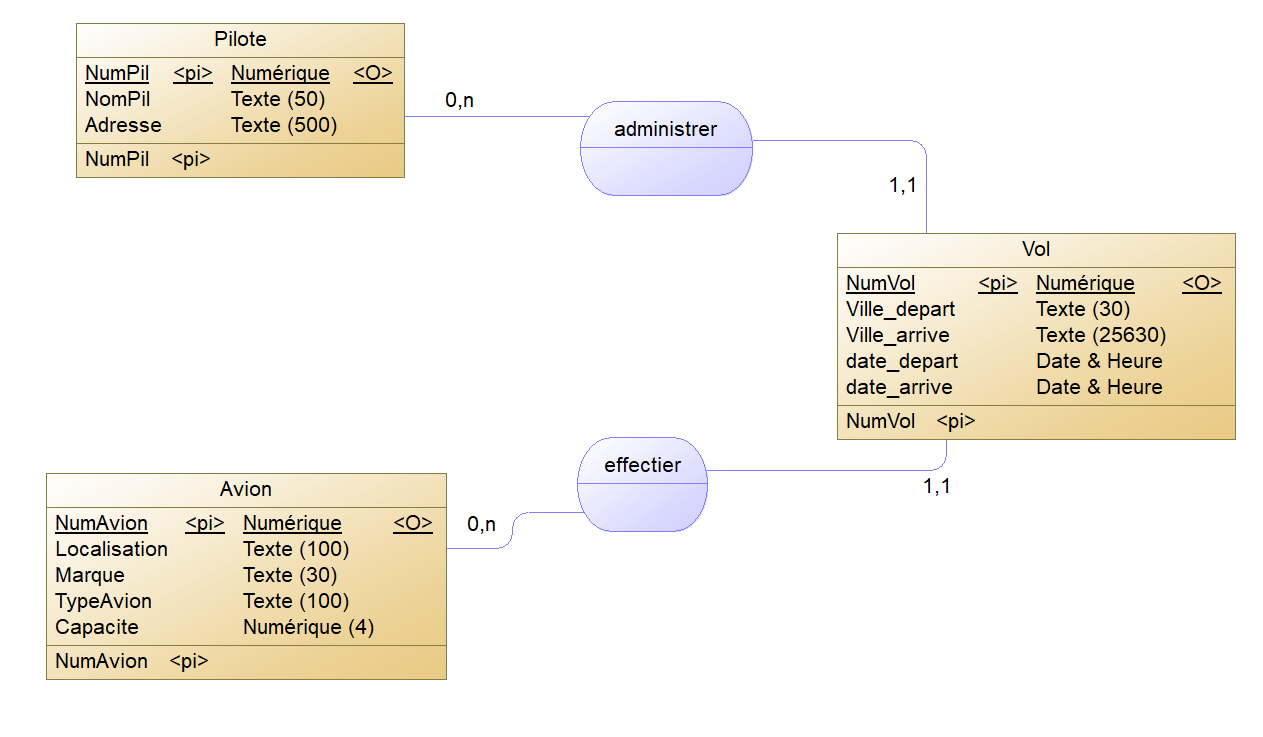 Pilote
NumPil <pi> Numérique <O>
NomPil Texte (50)
Adresse Texte (500)
NumPil <pi>
0,n
administrer
1,1
Vol
NumVol <pi> Numérique <O>
Ville_depart Texte (30)
Ville_arrive Texte (25630)
date_depart Date & Heure
date_arrive Date & Heure
NumVol <pi>
effectier
1,1
0,n
Avion
NumAvion <pi> Numérique <O>
Localisation Texte (100)
Marque Texte (30)
TypeAvion Texte (100)
Capacite Numérique (4)
NumAvion <pi>